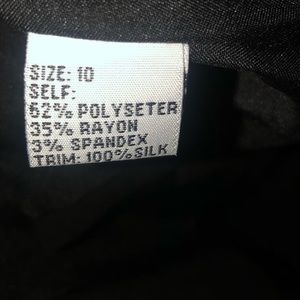 SIZE: 10
SELF:
62% POLYSETER
35% RAYON
3% SPANDEX
TRIM: 100% SILK